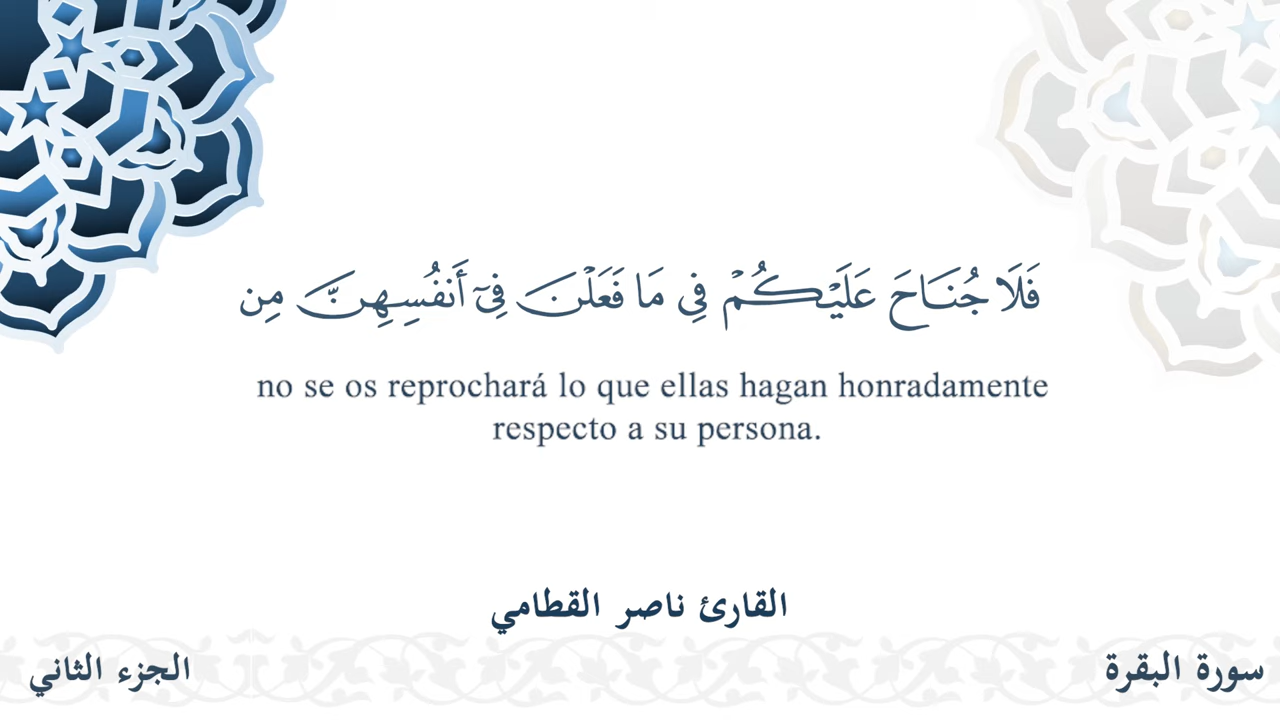 فَلَا جُنَاحَ عَلَيْكُمْ فِي مَا فَعَلْنَ فِيٓ أَنفُسِهِنَّ مِن
no se os reprochará lo que ellas hagan honradamente
respecto a su persona.
القارئ ناصر القطامي
سورة البقرة
الجزء الثاني